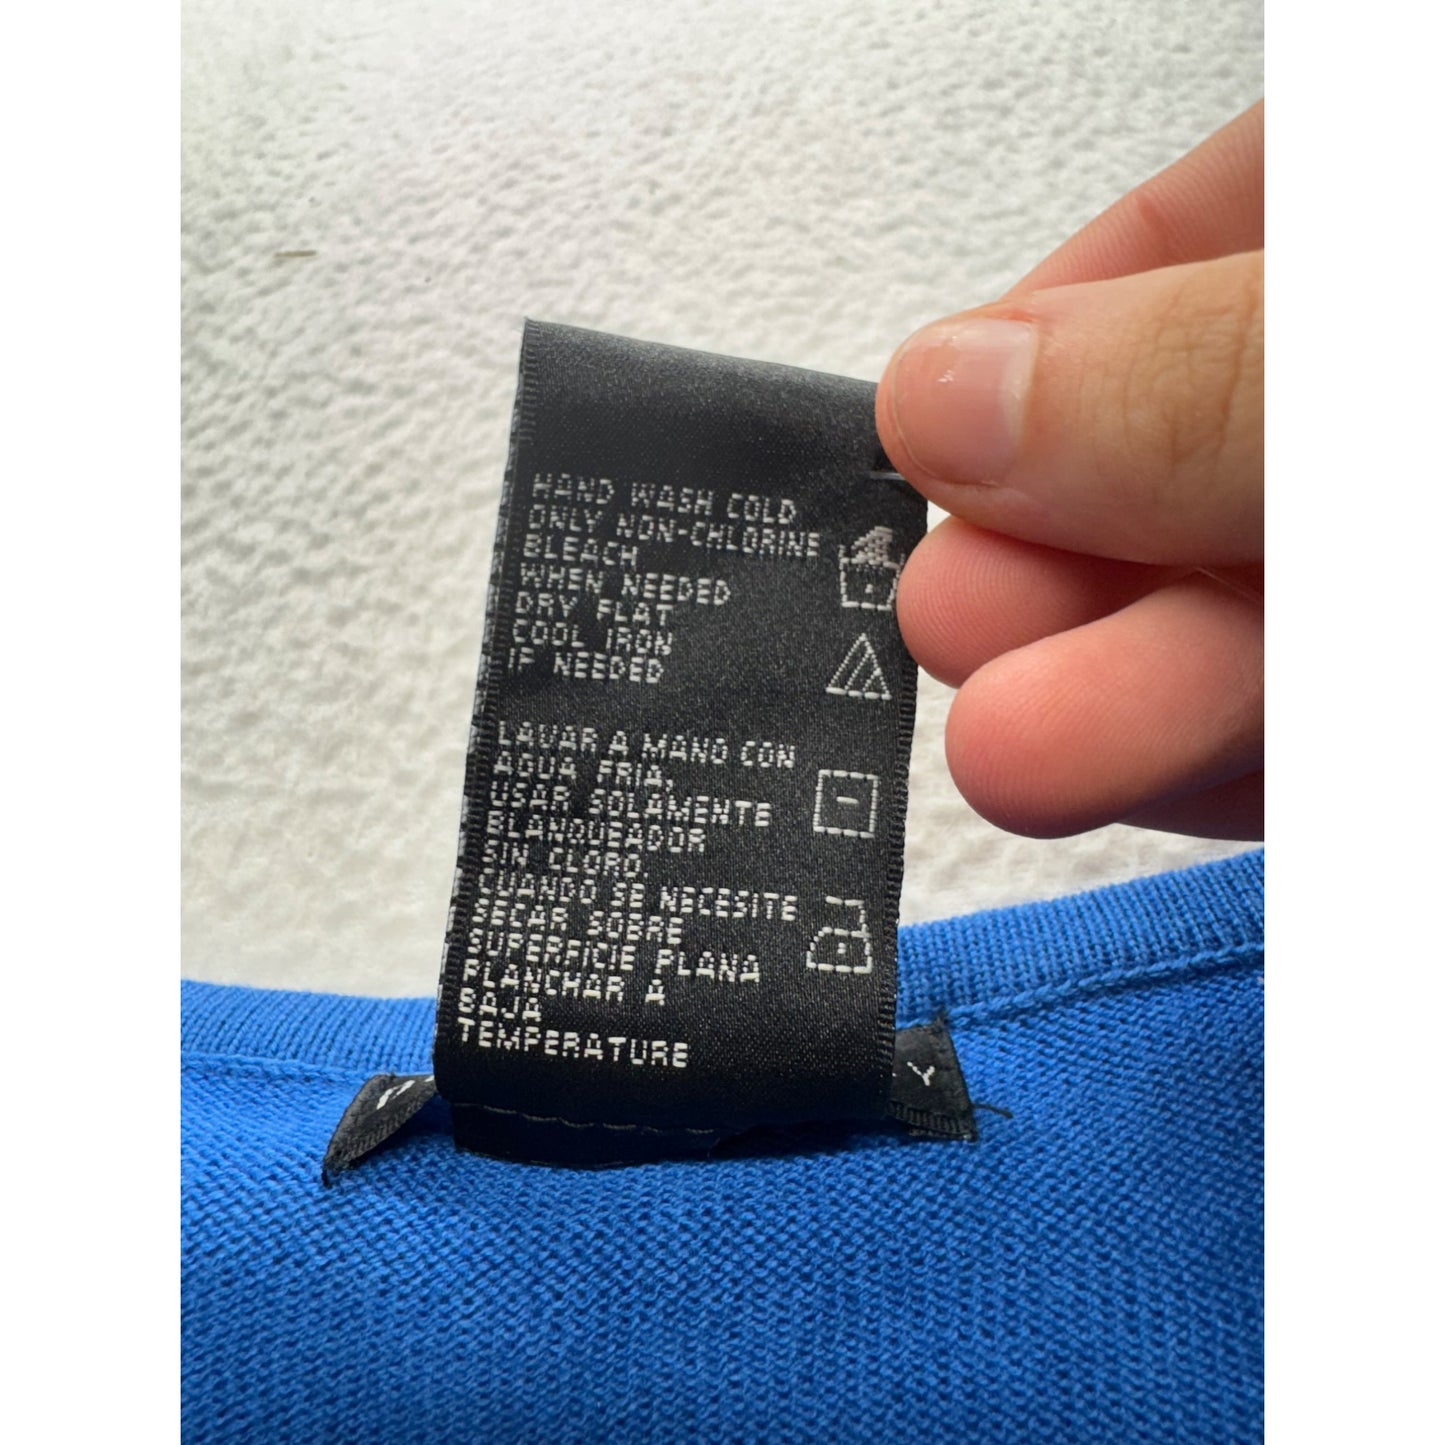 HAND WASH COLD
ONLY NON-CHLORINE
BLEACH
WHEN NEEDED
DRY FLAT
COOL IRON
IF NEEDED
LAVAR A MANO CON
AGUA FRIA,
USAR SOLAMENTE
BLANQUEADOR
SIN CLORO
CUANDO SE NECESITE
SECAR SOBRE
SUPERFICIE PLANA
PLANCHAR A
BAJA
TEMPERATURE